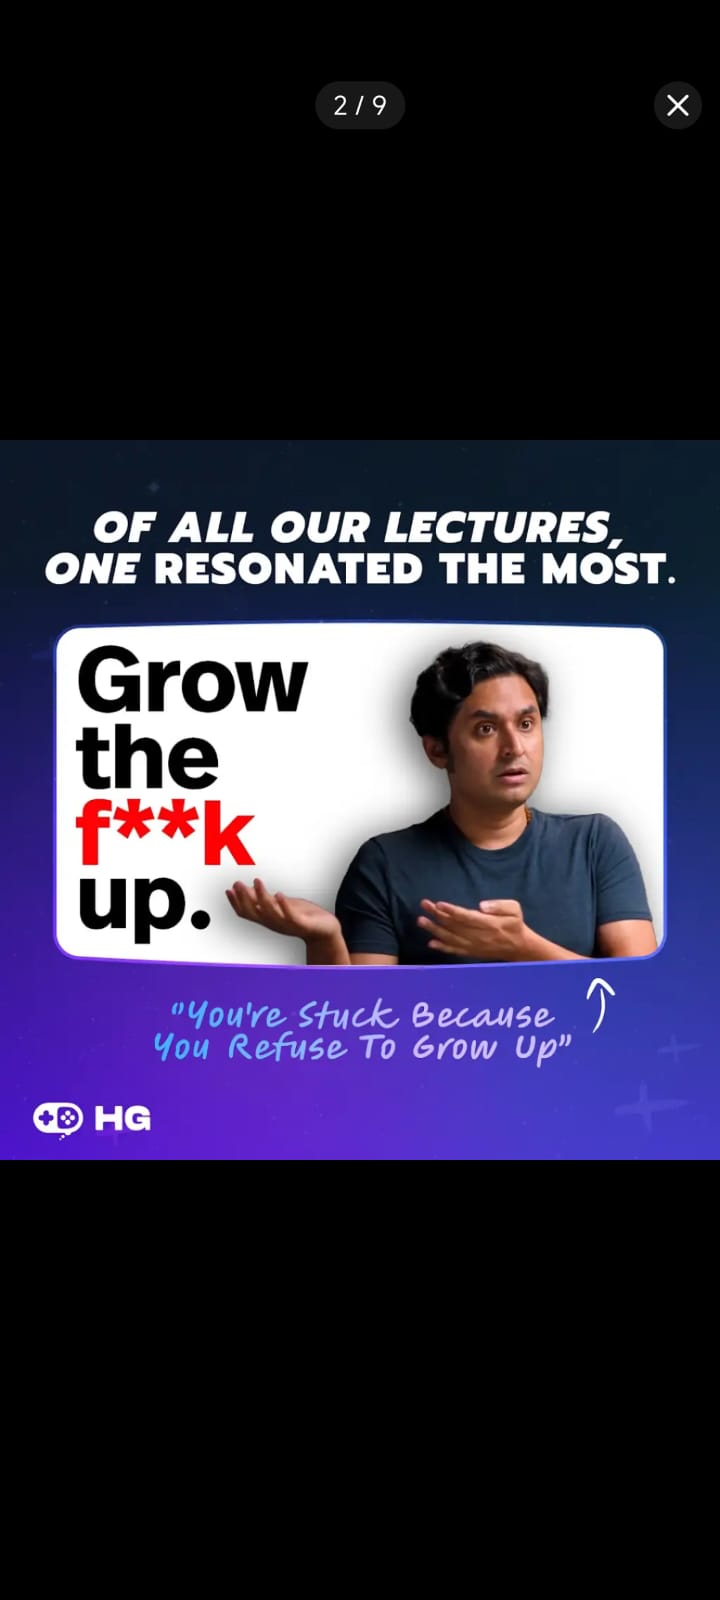 2 / 9
OF ALL OUR LECTURES,
ONE RESONATED THE MOST.
Grow
the
f**k
up.
"You're Stuck Because
You Refuse To Grow Up"
HG